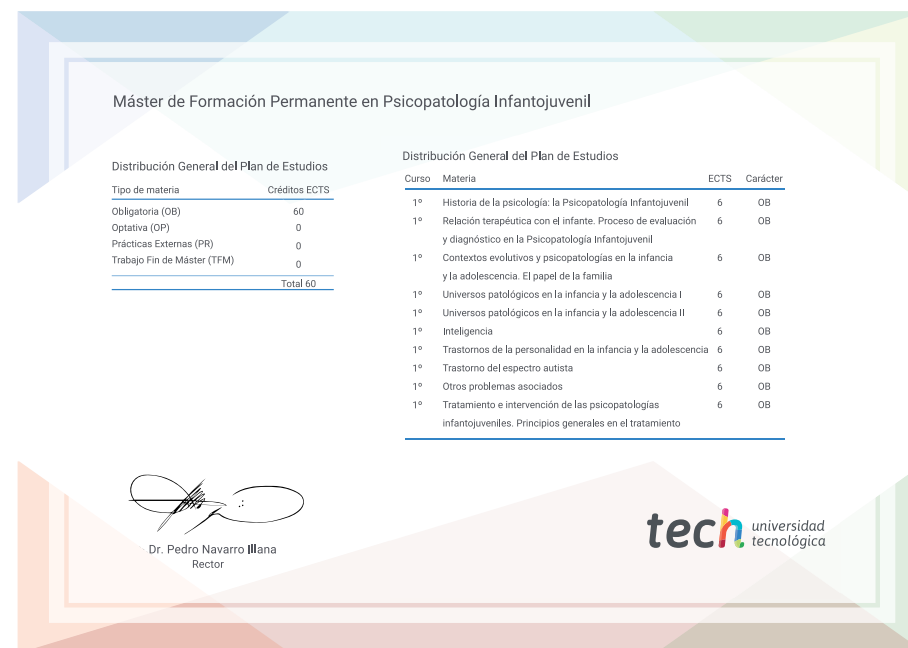 Máster de Formación Permanente en Psicopatología Infantojuvenil
Distribución General del Plan de Estudios
Tipo de materia Créditos ECTS
Obligatoria (OB) 60
Optativa (OP) 0
Prácticas Externas (PR) 0
Trabajo Fin de Máster (TFM) 0
Total 60
Distribución General del Plan de Estudios
Curso Materia ECTS Carácter
1º Historia de la psicología: la Psicopatología Infantojuvenil 6 OB
1º Relación terapéutica con el infante. Proceso de evaluación 6 OB
y diagnóstico en la Psicopatología Infantojuvenil
1º Contextos evolutivos y psicopatologías en la infancia 6 OB
y la adolescencia. El papel de la familia
1º Universos patológicos en la infancia y la adolescencia I 6 OB
1º Universos patológicos en la infancia y la adolescencia II 6 OB
1º Inteligencia 6 OB
1º Trastornos de la personalidad en la infancia y la adolescencia 6 OB
1º Trastorno del espectro autista 6 OB
1º Otros problemas asociados 6 OB
1º Tratamiento e intervención de las psicopatologías 6 OB
infantojuveniles. Principios generales en el tratamiento
Dr. Pedro Navarro Illana
Rector
tech universidad
tecnológica